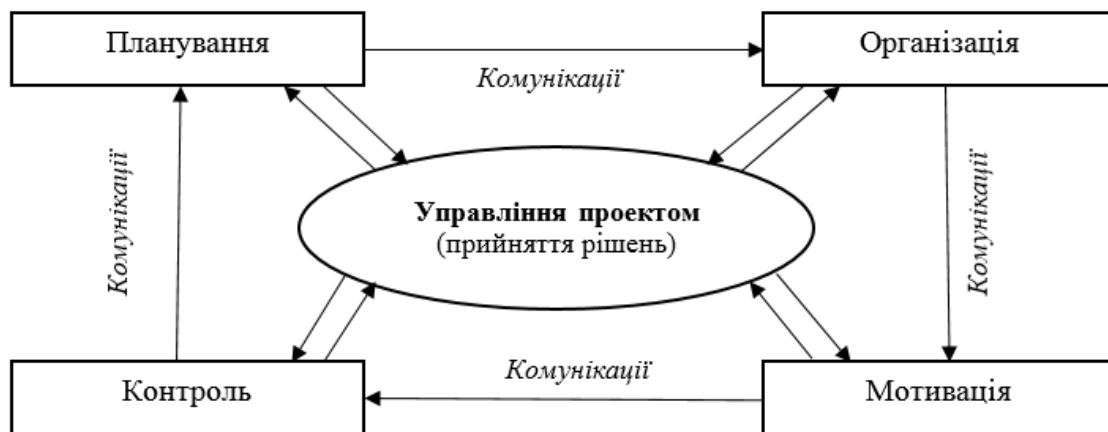 Планування
Організація
Комунікації
Комунікації
Управління проектом
(прийняття рішень)
Комунікації
Комунікації
Контроль
Мотивація